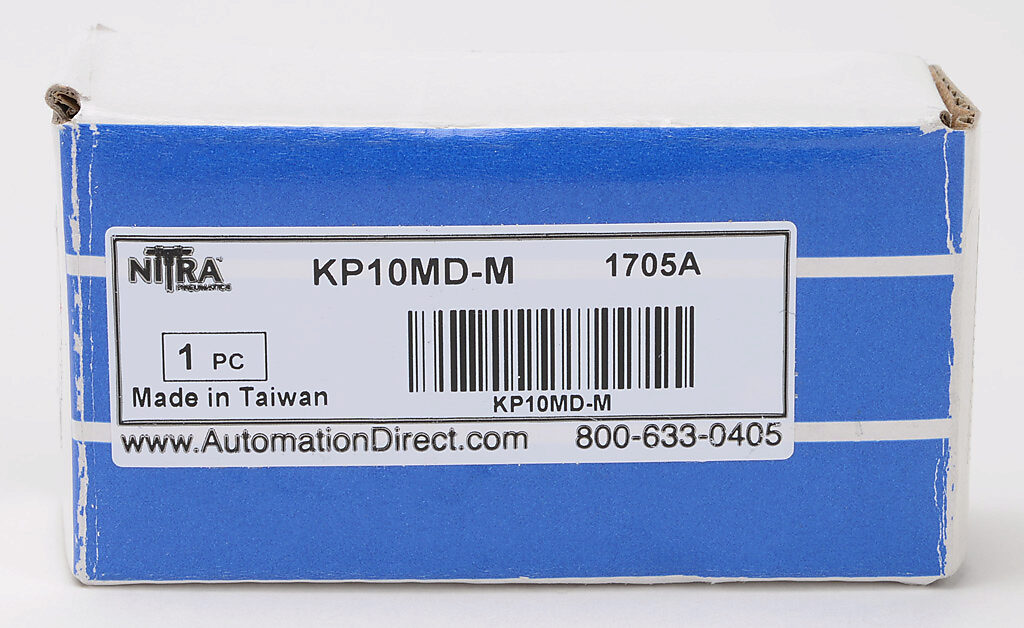 NITRA KP10MD-M 1705A
PNEUMATICS
1 PC
Made in Taiwan
KP10MD-M
www.AutomationDirect.com 800-633-0405